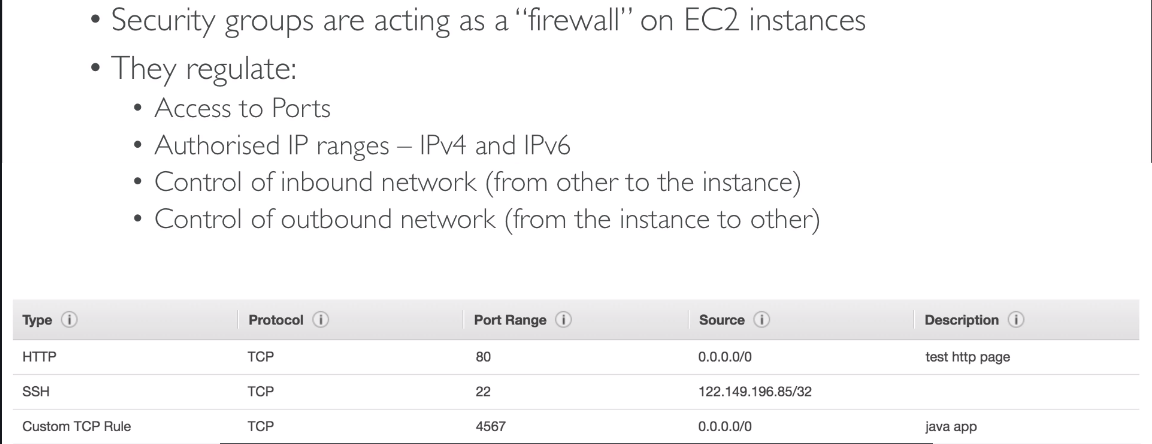 • Security groups are acting as a “firewall” on EC2 instances
• They regulate:
• Access to Ports
• Authorised IP ranges – IPv4 and IPv6
• Control of inbound network (from other to the instance)
• Control of outbound network (from the instance to other)
Type Protocol Port Range Source Description
HTTP TCP 80 0.0.0.0/0 test http page
SSH TCP 22 122.149.196.85/32
Custom TCP Rule TCP 4567 0.0.0.0/0 java app